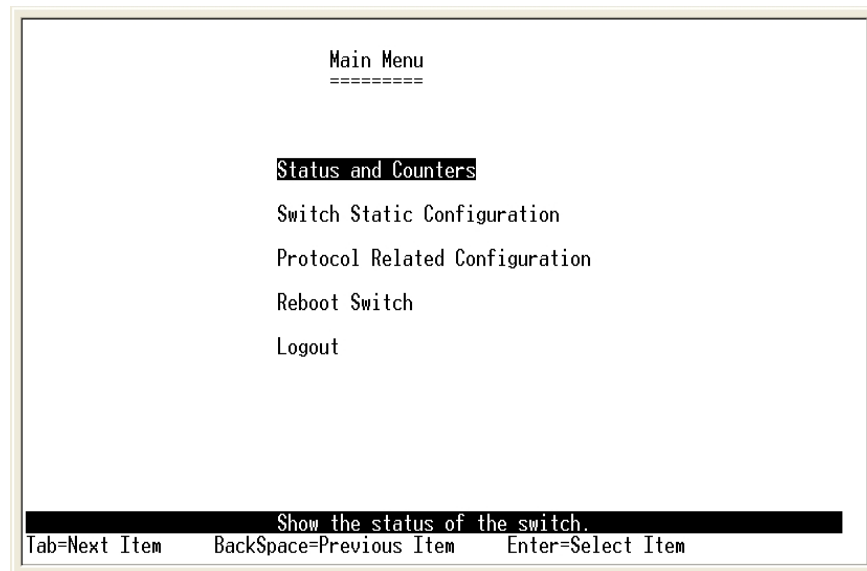 Main Menu
=========
Status and Counters
Switch Static Configuration
Protocol Related Configuration
Reboot Switch
Logout
Show the status of the switch.
Tab=Next Item BackSpace=Previous Item Enter=Select Item